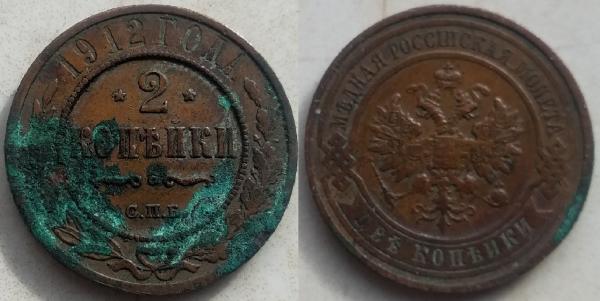 1912 ГОДА
2
КОПѢЙКИ
С.П.Б.
МѢДНАЯ РОССІЙСКАЯ МОНЕТА
ДВѢ КОПѢЙКИ